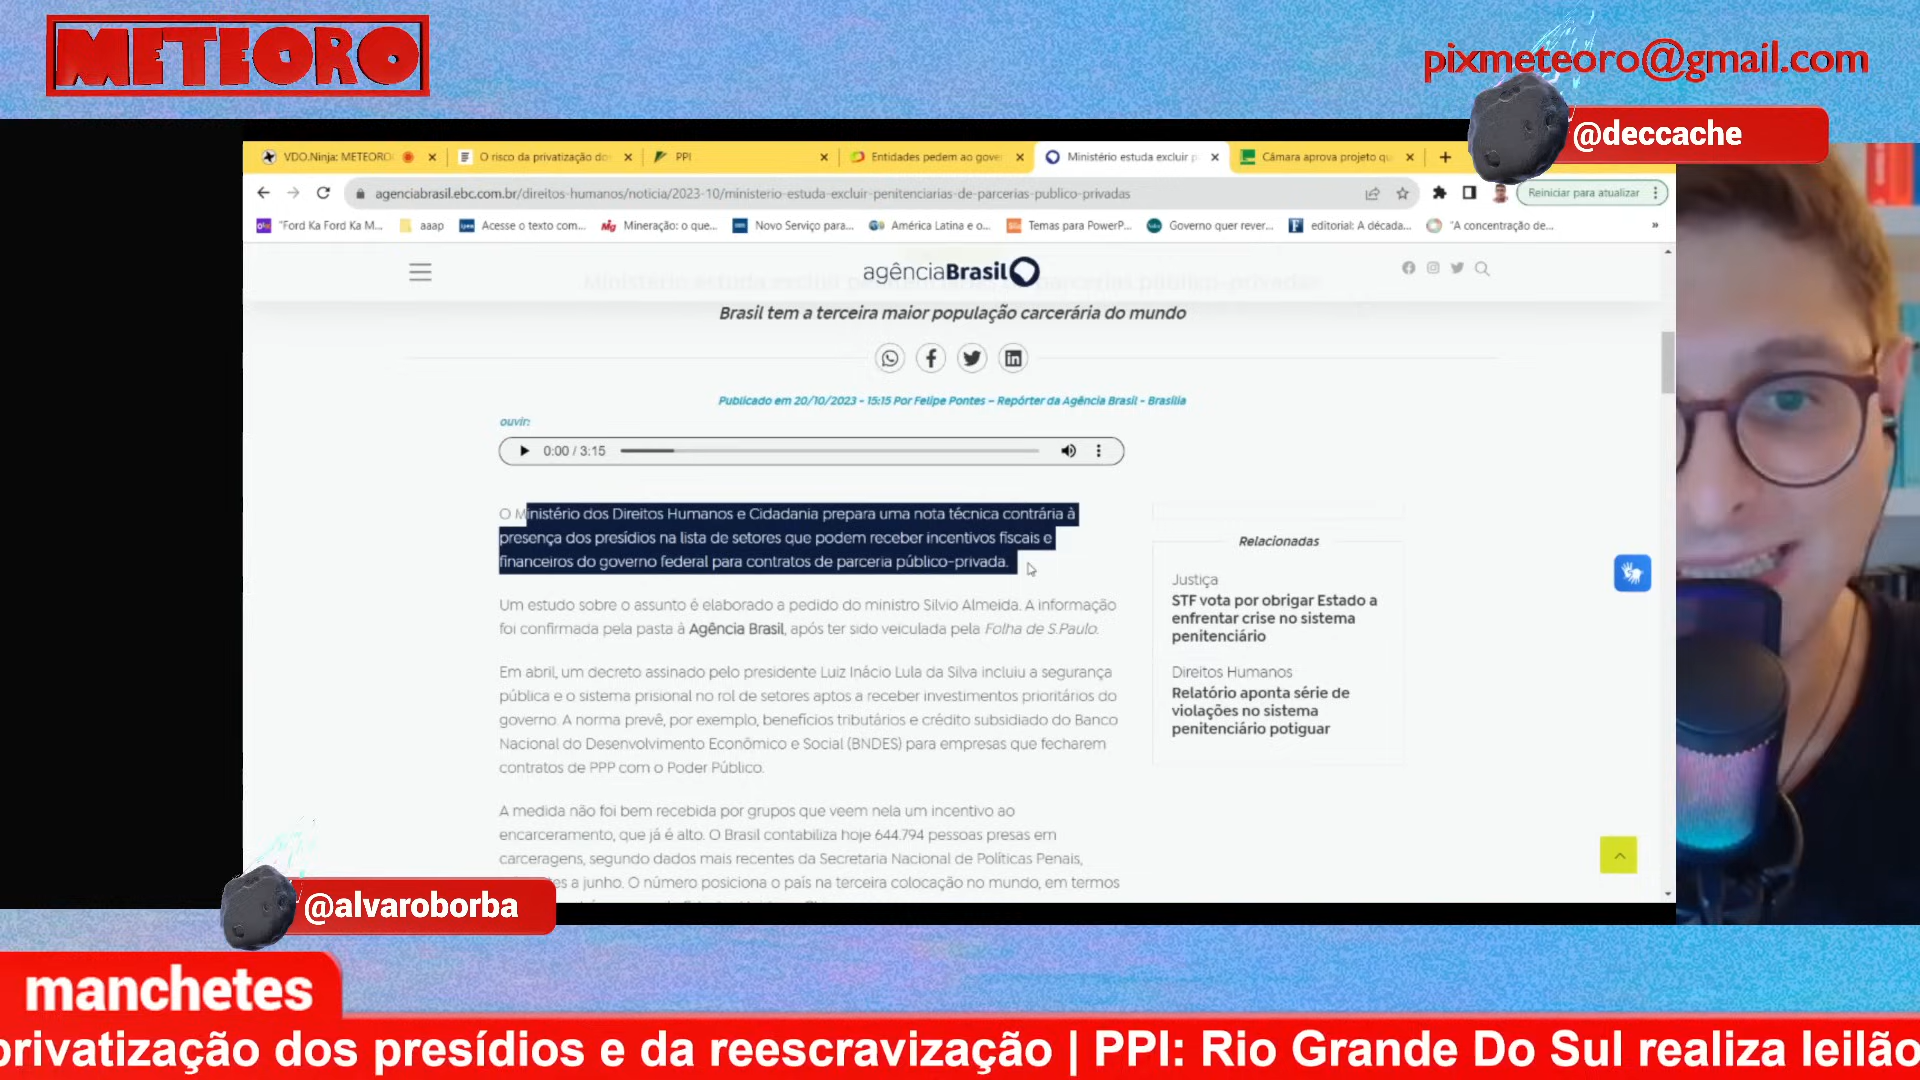 METEORO
pixmeteoro@gmail.com
@deccache
VDO.Ninja: METEORO
O risco da privatização do
PPI
Entidades pedem ao gove
Ministério estuda excluir p
Câmara aprova projeto qu
agenciabrasil.ebc.com.br/direitos-humanos/noticia/2023-10/ministerio-estuda-excluir-penitenciarias-de-parcerias-publico-privadas
Reiniciar para atualizar
"Ford Ka Ford Ka M...
aaap
Acesse o texto com...
Mineração: o que...
Novo Serviço para...
América Latina e o...
Temas para PowerP...
Governo quer rever...
editorial: A década...
"A concentração de...
»
agênciaBrasil
Brasil tem a terceira maior população carcerária do mundo
Publicado em 20/10/2023 - 15:15 Por Felipe Pontes – Repórter da Agência Brasil - Brasília
ouvir:
0:00 / 3:15
O Ministério dos Direitos Humanos e Cidadania prepara uma nota técnica contrária à
presença dos presídios na lista de setores que podem receber incentivos fiscais e
financeiros do governo federal para contratos de parceria público-privada.
Um estudo sobre o assunto é elaborado a pedido do ministro Silvio Almeida. A informação
foi confirmada pela pasta à Agência Brasil, após ter sido veiculada pela Folha de S.Paulo.
Em abril, um decreto assinado pelo presidente Luiz Inácio Lula da Silva incluiu a segurança
pública e o sistema prisional no rol de setores aptos a receber investimentos prioritários do
governo. A norma prevê, por exemplo, benefícios tributários e crédito subsidiado do Banco
Nacional do Desenvolvimento Econômico e Social (BNDES) para empresas que fecharem
contratos de PPP com o Poder Público.
A medida não foi bem recebida por grupos que veem nela um incentivo ao
encarceramento, que já é alto. O Brasil contabiliza hoje 644.794 pessoas presas em
carceragens, segundo dados mais recentes da Secretaria Nacional de Políticas Penais,
es a junho. O número posiciona o país na terceira colocação no mundo, em termos
Relacionadas
Justiça
STF vota por obrigar Estado a
enfrentar crise no sistema
penitenciário
Direitos Humanos
Relatório aponta série de
violações no sistema
penitenciário potiguar
@alvaroborba
manchetes
privatização dos presídios e da reescravização | PPI: Rio Grande Do Sul realiza leilão